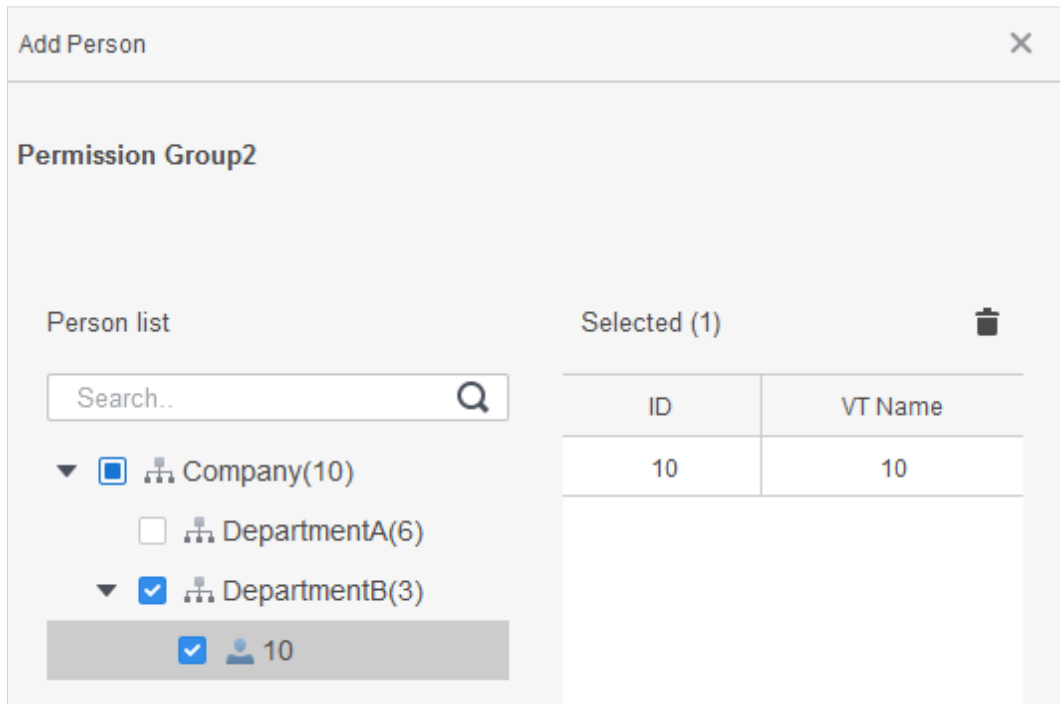 Add Person
Permission Group2
Person list
Search..
Company(10)
DepartmentA(6)
DepartmentB(3)
10
Selected (1)
ID VT Name
10 10